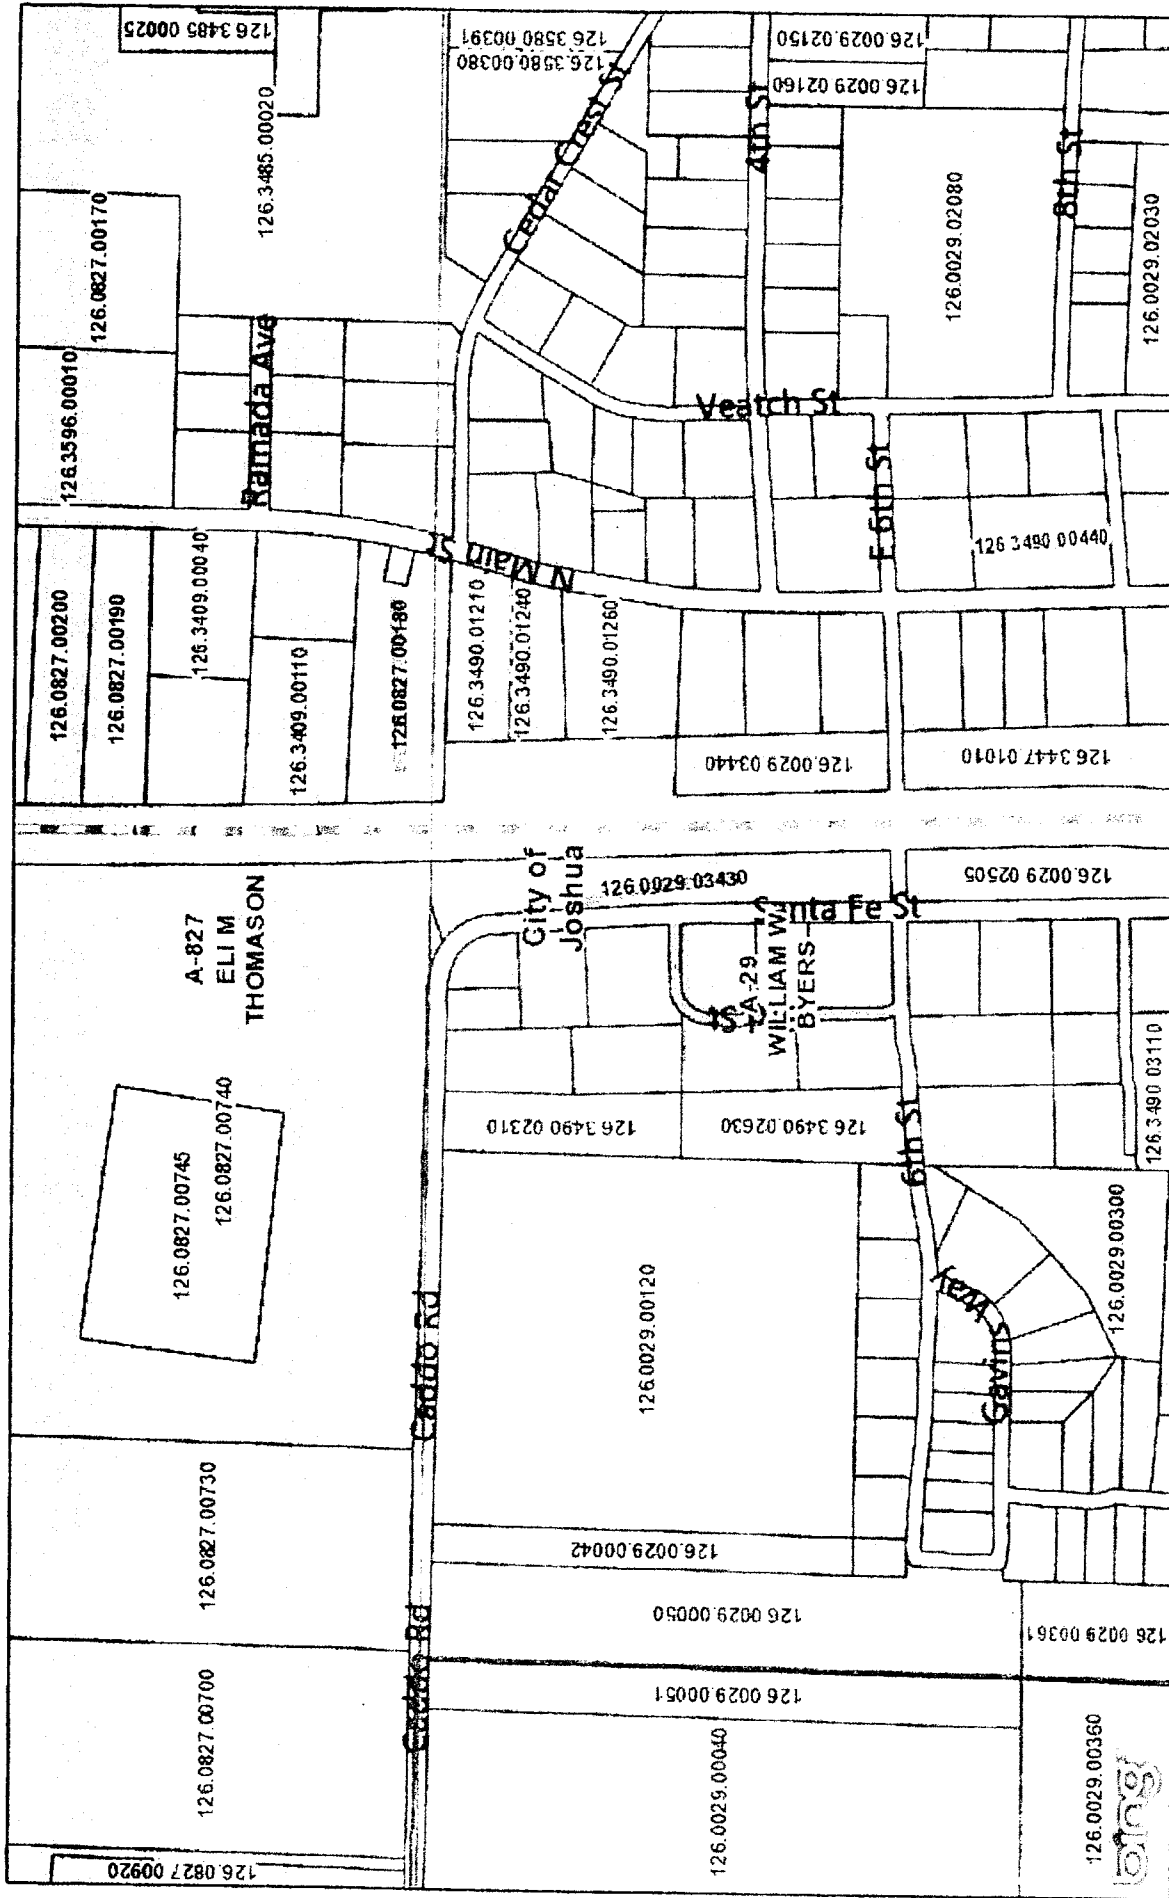 126.0827.00920
126.0827.00700
126.0827.00730
126.0827.00745
126.0827.00740
A-827
ELI M
THOMASON
126.0827.00200
126.0827.00190
126.3409.00040
126.3409.00110
126.0827.00180
126.3596.00010
126.0827.00170
Ramada Ave
126.3485.00020
126.3485 00025
Caddo Rd
Caddo Rd
N Main St
Cedar Crest St
126.3580 00391
126.3580.00380
126.3490.01210
126.3490.01240
126.3490.01260
City of
Joshua
126.0029.03430
126.0029 03440
Santa Fe St
A-29
WILLIAM W
BYERS
126.3490 02310
126.3490.02630
126.0029.00120
126.0029.00042
126 0029.00050
126 0029.00051
126.0029.00040
Veatch St
4th St
126.0029.02150
126.0029 02160
126.0029.02080
8th St
126.0029.02030
E 6th St
126 3490 00440
126 3447 01010
126.0029 02505
6th St
126.3490 03110
Gavins Way
126.0029.00300
126 0029 00361
126.0029.00360
bing